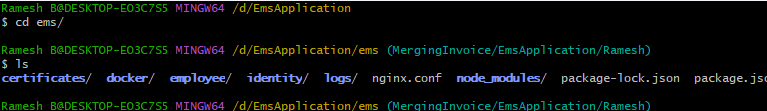 Ramesh B@DESKTOP-EO3C7S5 MINGW64 /d/EmsApplication
$ cd ems/
Ramesh B@DESKTOP-EO3C7S5 MINGW64 /d/EmsApplication/ems (MergingInvoice/EmsApplication/Ramesh)
$ ls
certificates/ docker/ employee/ identity/ logs/ nginx.conf node_modules/ package-lock.json package.json
Ramesh B@DESKTOP-EO3C7S5 MINGW64 /d/EmsApplication/ems (MergingInvoice/EmsApplication/Ramesh)